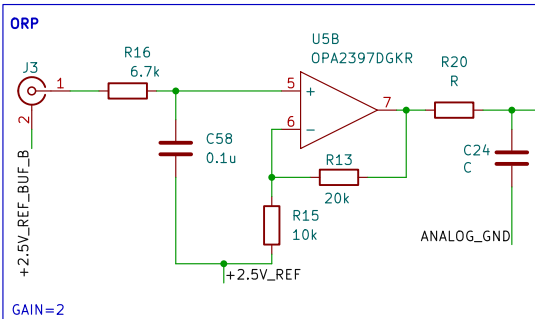 ORP
J3
1
2
+2.5V_REF_BUF_B
R16
6.7k
C58
0.1u
U5B
OPA2397DGKR
5
+
6
−
7
R13
20k
R15
10k
+2.5V_REF
R20
R
C24
C
ANALOG_GND
GAIN=2